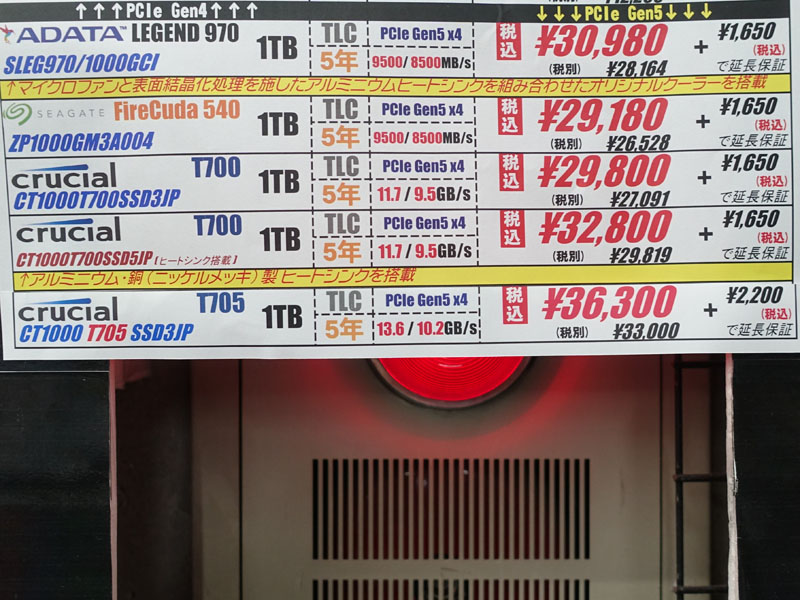 ↑ ↑ ↑ PCIe Gen4 ↑ ↑ ↑ ↓ ↓ ↓ PCIe Gen5 ↓ ↓ ↓
ADATA™ LEGEND 970 1TB TLC PCIe Gen5 x4 税込 ¥30,980 + ¥1,650 (税込)
SLEG970/1000GCI 5年 9500/ 8500MB/s (税別) ¥28,164 で延長保証
↑マイクロファンと表面結晶化処理を施したアルミニウムヒートシンクを組み合わせたオリジナルクーラーを搭載
SEAGATE FireCuda 540 1TB TLC PCIe Gen5 x4 税込 ¥29,180 + ¥1,650 (税込)
ZP1000GM3A004 5年 9500/ 8500MB/s (税別) ¥26,528 で延長保証
crucial T700 1TB TLC PCIe Gen5 x4 税込 ¥29,800 + ¥1,650 (税込)
CT1000T700SSD3JP 5年 11.7 / 9.5GB/s (税別) ¥27,091 で延長保証
crucial T700 1TB TLC PCIe Gen5 x4 税込 ¥32,800 + ¥1,650 (税込)
CT1000T700SSD5JP【ヒートシンク搭載】 5年 11.7 / 9.5GB/s (税別) ¥29,819 で延長保証
↑アルミニウム・銅（ニッケルメッキ）製ヒートシンクを搭載
crucial T705 1TB TLC PCIe Gen5 x4 税込 ¥36,300 + ¥2,200 (税込)
CT1000 T705 SSD3JP 5年 13.6 / 10.2GB/s (税別) ¥33,000 で延長保証